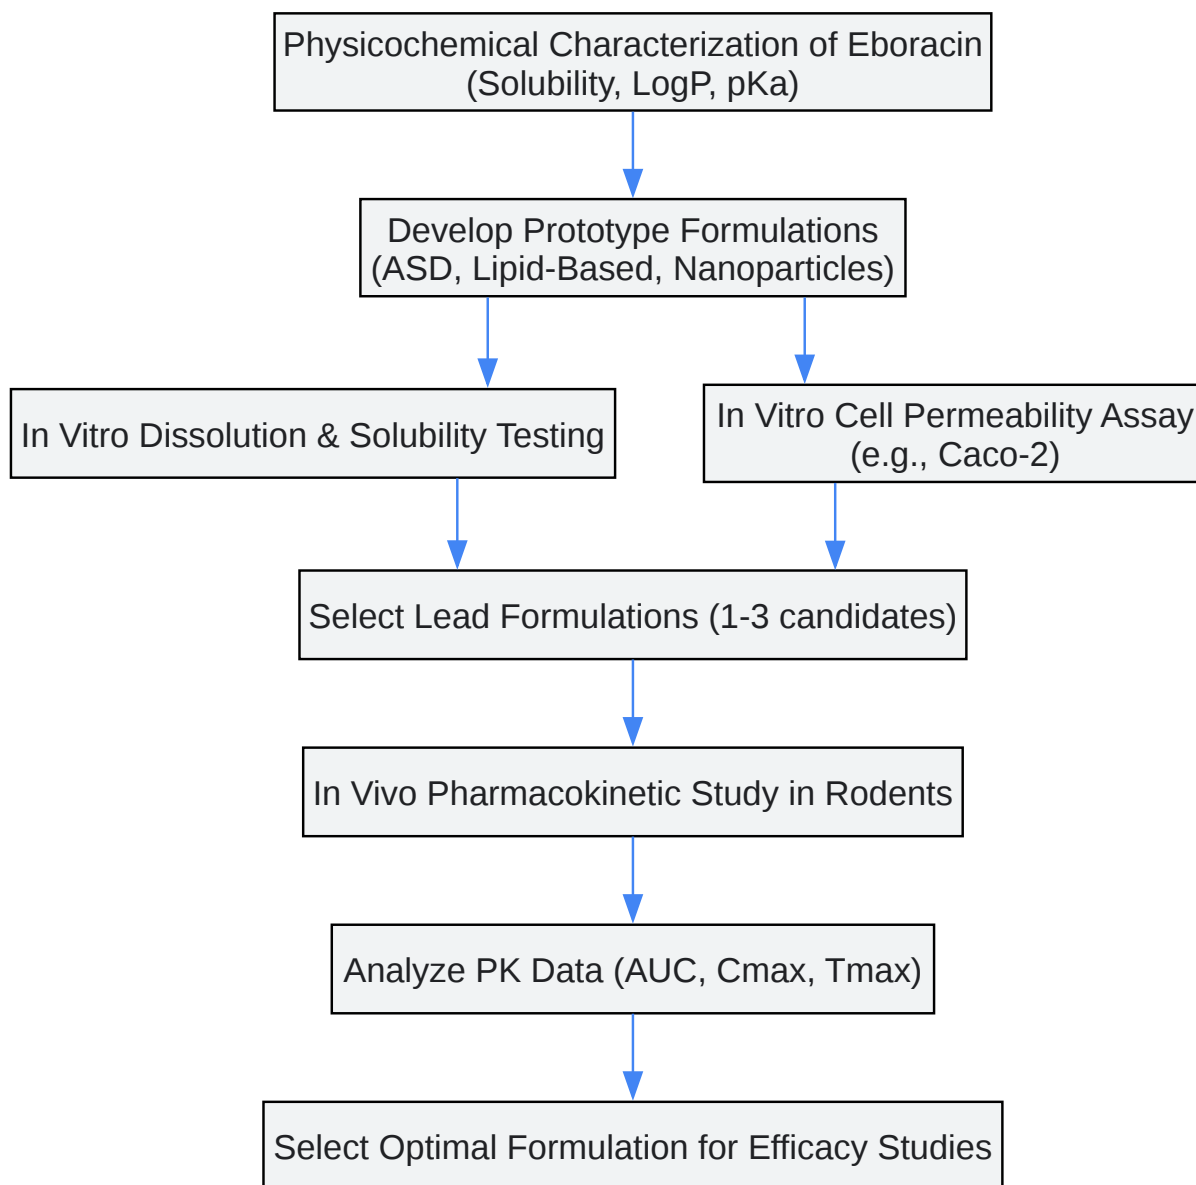 Physicochemical Characterization of Eboracin
(Solubility, LogP, pKa)
Develop Prototype Formulations
(ASD, Lipid-Based, Nanoparticles)
In Vitro Dissolution & Solubility Testing
In Vitro Cell Permeability Assay
(e.g., Caco-2)
Select Lead Formulations (1-3 candidates)
In Vivo Pharmacokinetic Study in Rodents
Analyze PK Data (AUC, Cmax, Tmax)
Select Optimal Formulation for Efficacy Studies